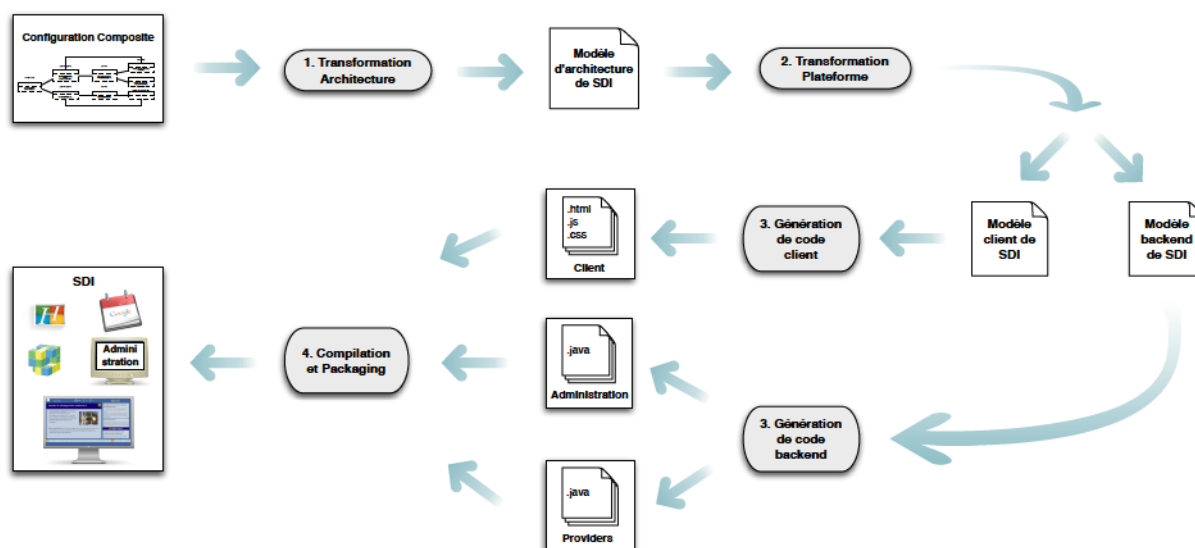 Configuration Composite
1. Transformation
Architecture
Modèle
d'architecture
de SDI
2. Transformation
Plateforme
Modèle
client de
SDI
Modèle
backend
de SDI
3. Génération
de code
client
.html
.js
.css
Client
SDI
Google
Admini
stration
4. Compilation
et Packaging
.java
Administration
3. Génération
de code
backend
.java
Providers